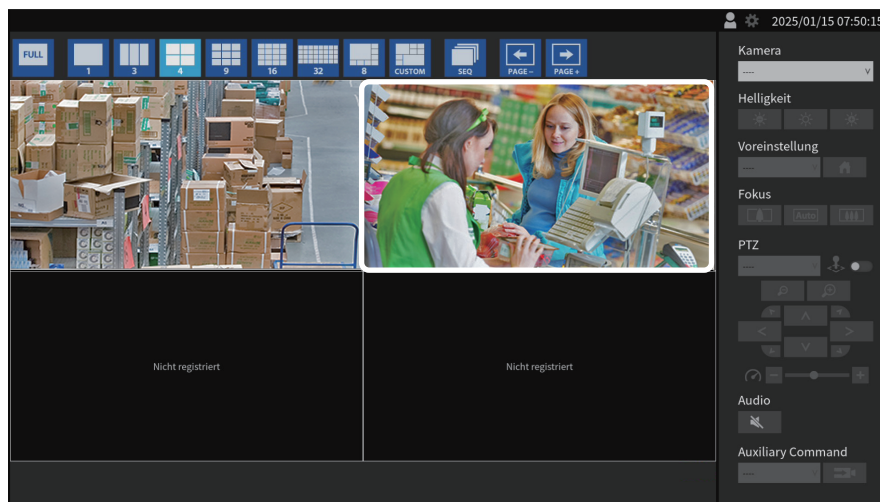 2025/01/15 07:50:15
FULL
1
3
4
9
16
32
8
CUSTOM
SEQ
PAGE −
PAGE +
Kamera
----
Helligkeit
Voreinstellung
----
Fokus
Auto
PTZ
----
Nicht registriert
Nicht registriert
Audio
Auxiliary Command
----